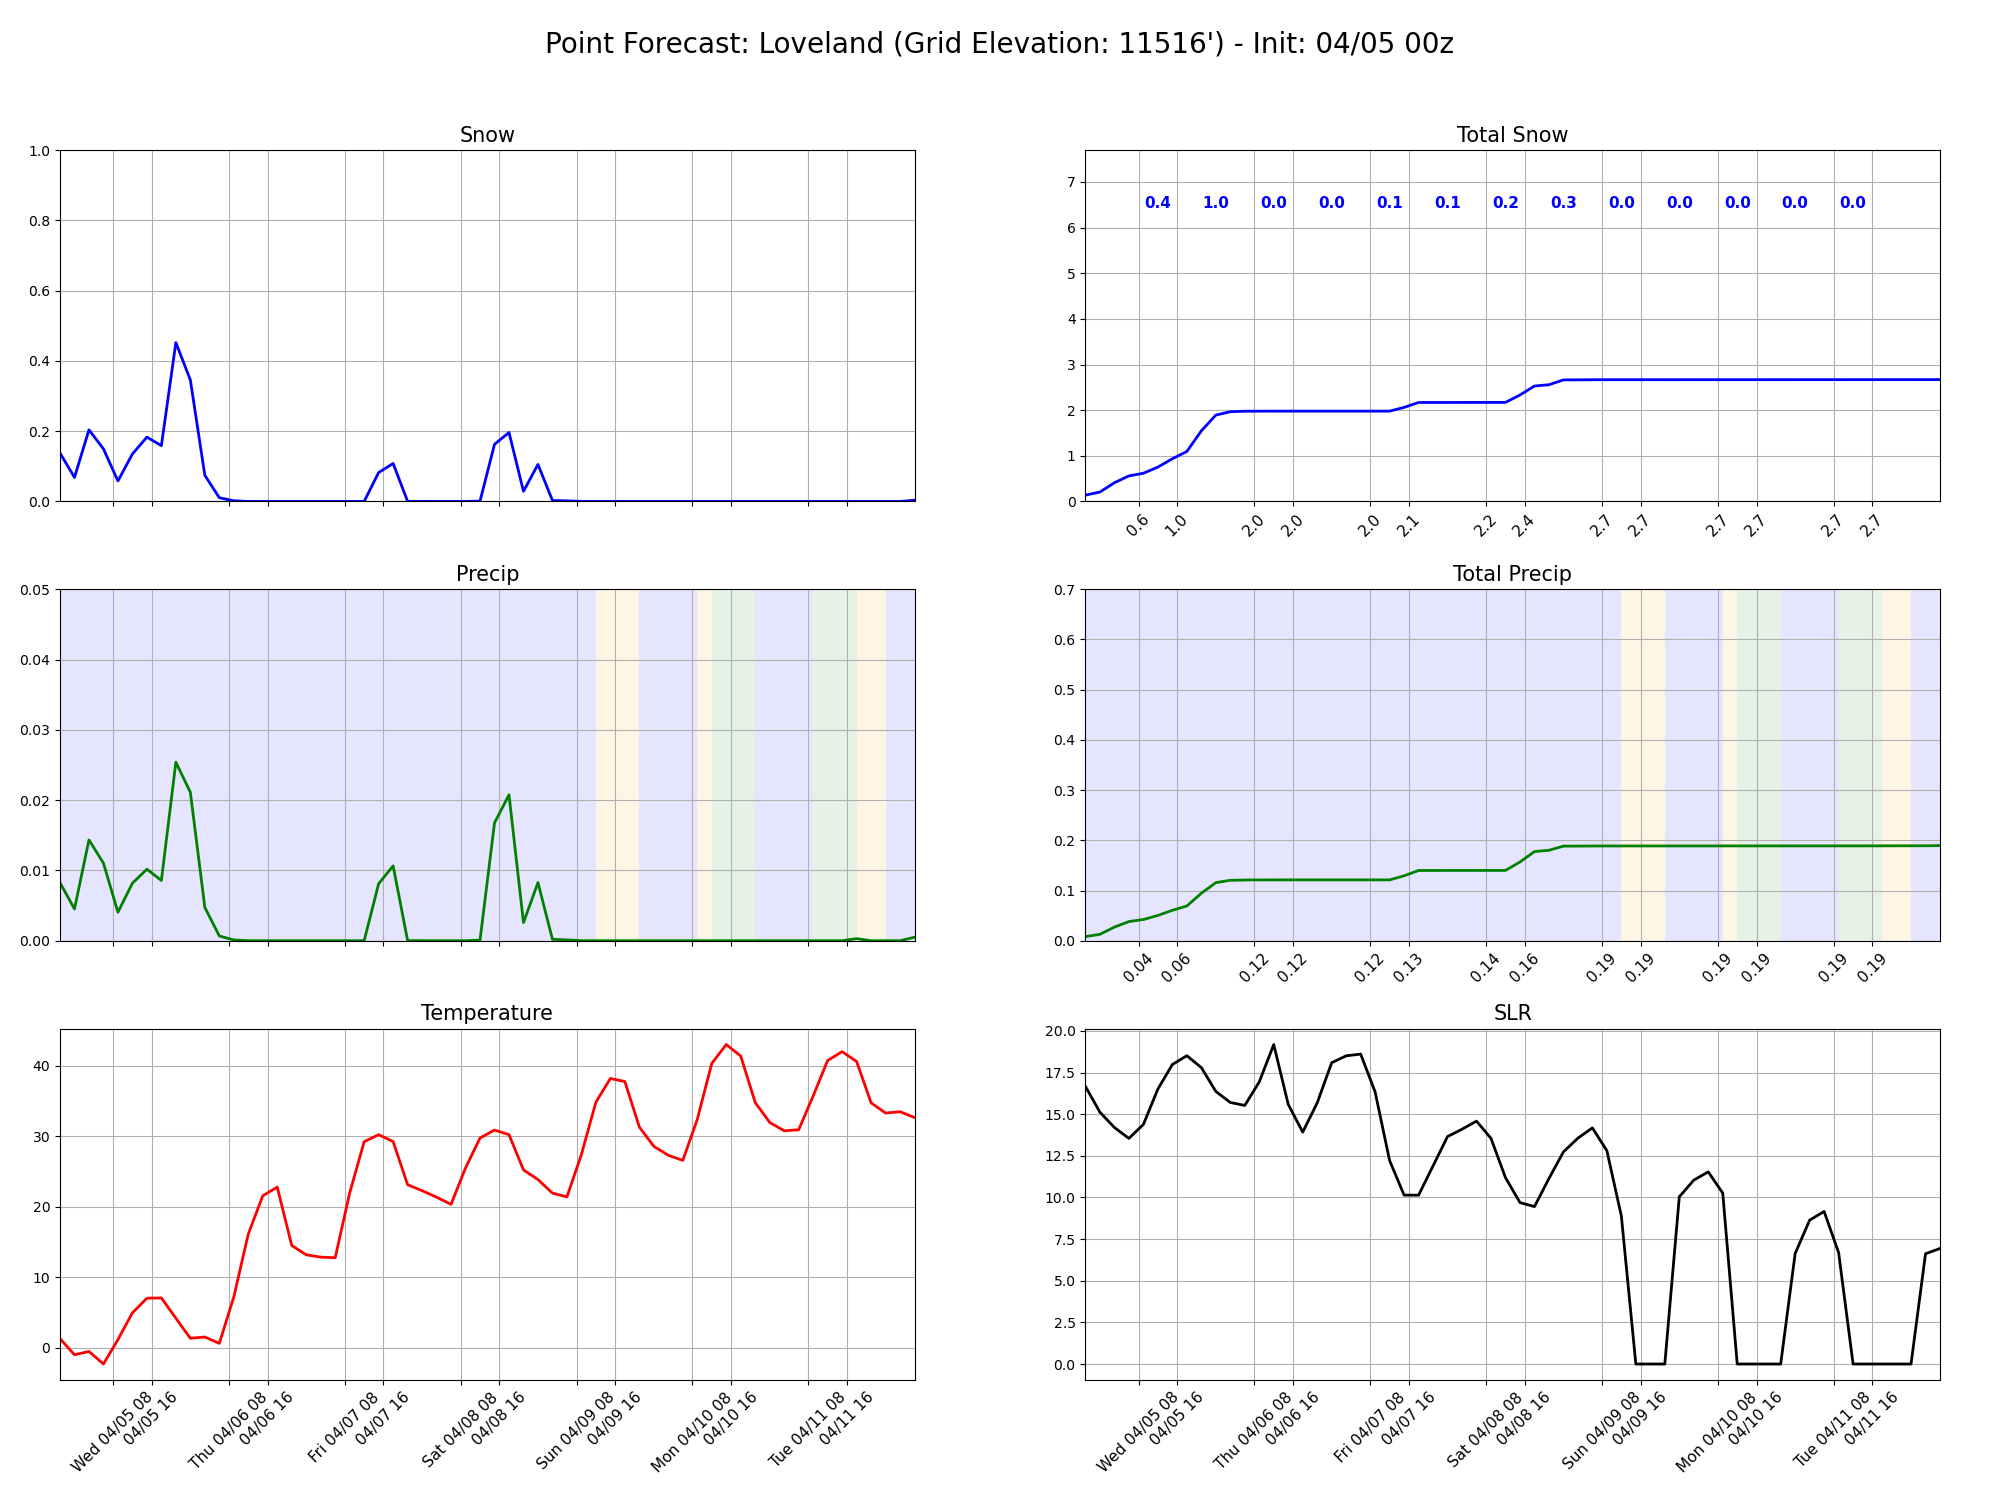 Point Forecast: Loveland (Grid Elevation: 11516') - Init: 04/05 00z
Snow
1.0
0.8
0.6
0.4
0.2
0.0
Total Snow
7
6
5
4
3
2
1
0
0.4 1.0 0.0 0.0 0.1 0.1 0.2 0.3 0.0 0.0 0.0 0.0 0.0
0.6 1.0 2.0 2.0 2.0 2.1 2.2 2.4 2.7 2.7 2.7 2.7 2.7 2.7
Precip
0.05
0.04
0.03
0.02
0.01
0.00
Total Precip
0.7
0.6
0.5
0.4
0.3
0.2
0.1
0.0
0.04 0.06 0.12 0.12 0.12 0.13 0.14 0.16 0.19 0.19 0.19 0.19 0.19 0.19
Temperature
40
30
20
10
0
Wed 04/05 08
04/05 16
Thu 04/06 08
04/06 16
Fri 04/07 08
04/07 16
Sat 04/08 08
04/08 16
Sun 04/09 08
04/09 16
Mon 04/10 08
04/10 16
Tue 04/11 08
04/11 16
SLR
20.0
17.5
15.0
12.5
10.0
7.5
5.0
2.5
0.0
Wed 04/05 08
04/05 16
Thu 04/06 08
04/06 16
Fri 04/07 08
04/07 16
Sat 04/08 08
04/08 16
Sun 04/09 08
04/09 16
Mon 04/10 08
04/10 16
Tue 04/11 08
04/11 16